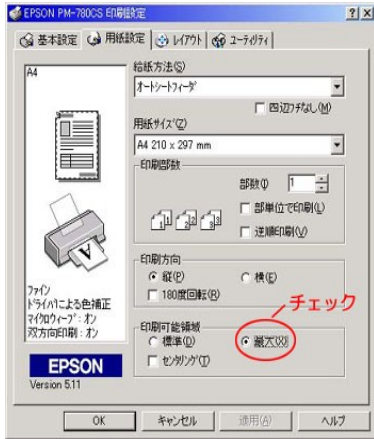 EPSON PM-780CS 印刷設定
基本設定 用紙設定 レイアウト ユーティリティ
A4
ファイン
ドライバによる色補正
マイクロウィーブ : オン
双方向印刷 : オン
EPSON
Version 5.11
給紙方法(S)
オートシートフィーダ
四辺フチなし(M)
用紙サイズ(Z)
A4 210 x 297 mm
印刷部数
部数(I) 1
部単位で印刷(L)
逆順印刷(V)
印刷方向
縦(P) 横(E)
180度回転(R)
チェック
印刷可能領域
標準(D) 最大(X)
センタリング(T)
OK キャンセル 適用(A) ヘルプ